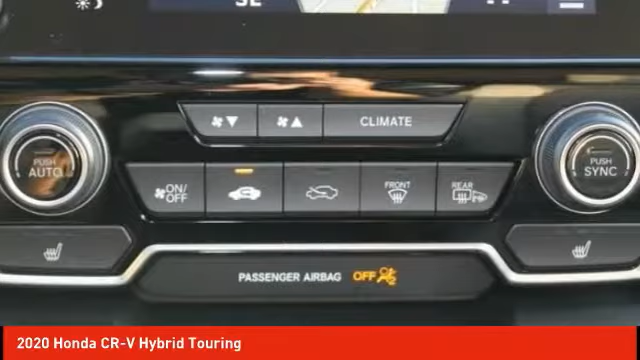 CLIMATE
PUSH
AUTO
ON/
OFF
FRONT
REAR
PUSH
SYNC
PASSENGER AIRBAG OFF
2020 Honda CR-V Hybrid Touring